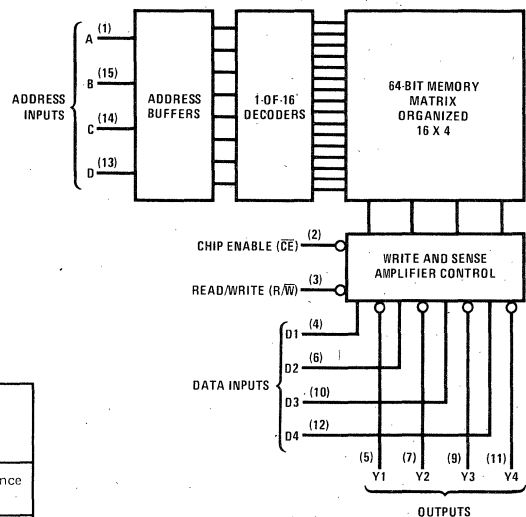 ADDRESS
INPUTS
A (1)
B (15)
C (14)
D (13)
ADDRESS
BUFFERS
1-OF-16
DECODERS
64-BIT MEMORY
MATRIX
ORGANIZED
16 X 4
CHIP ENABLE (C̅E̅) (2)
READ/WRITE (R/W̅) (3)
WRITE AND SENSE
AMPLIFIER CONTROL
DATA INPUTS
D1 (4)
D2 (6)
D3 (10)
D4 (12)
(5) (7) (9) (11)
Y1 Y2 Y3 Y4
OUTPUTS
nce